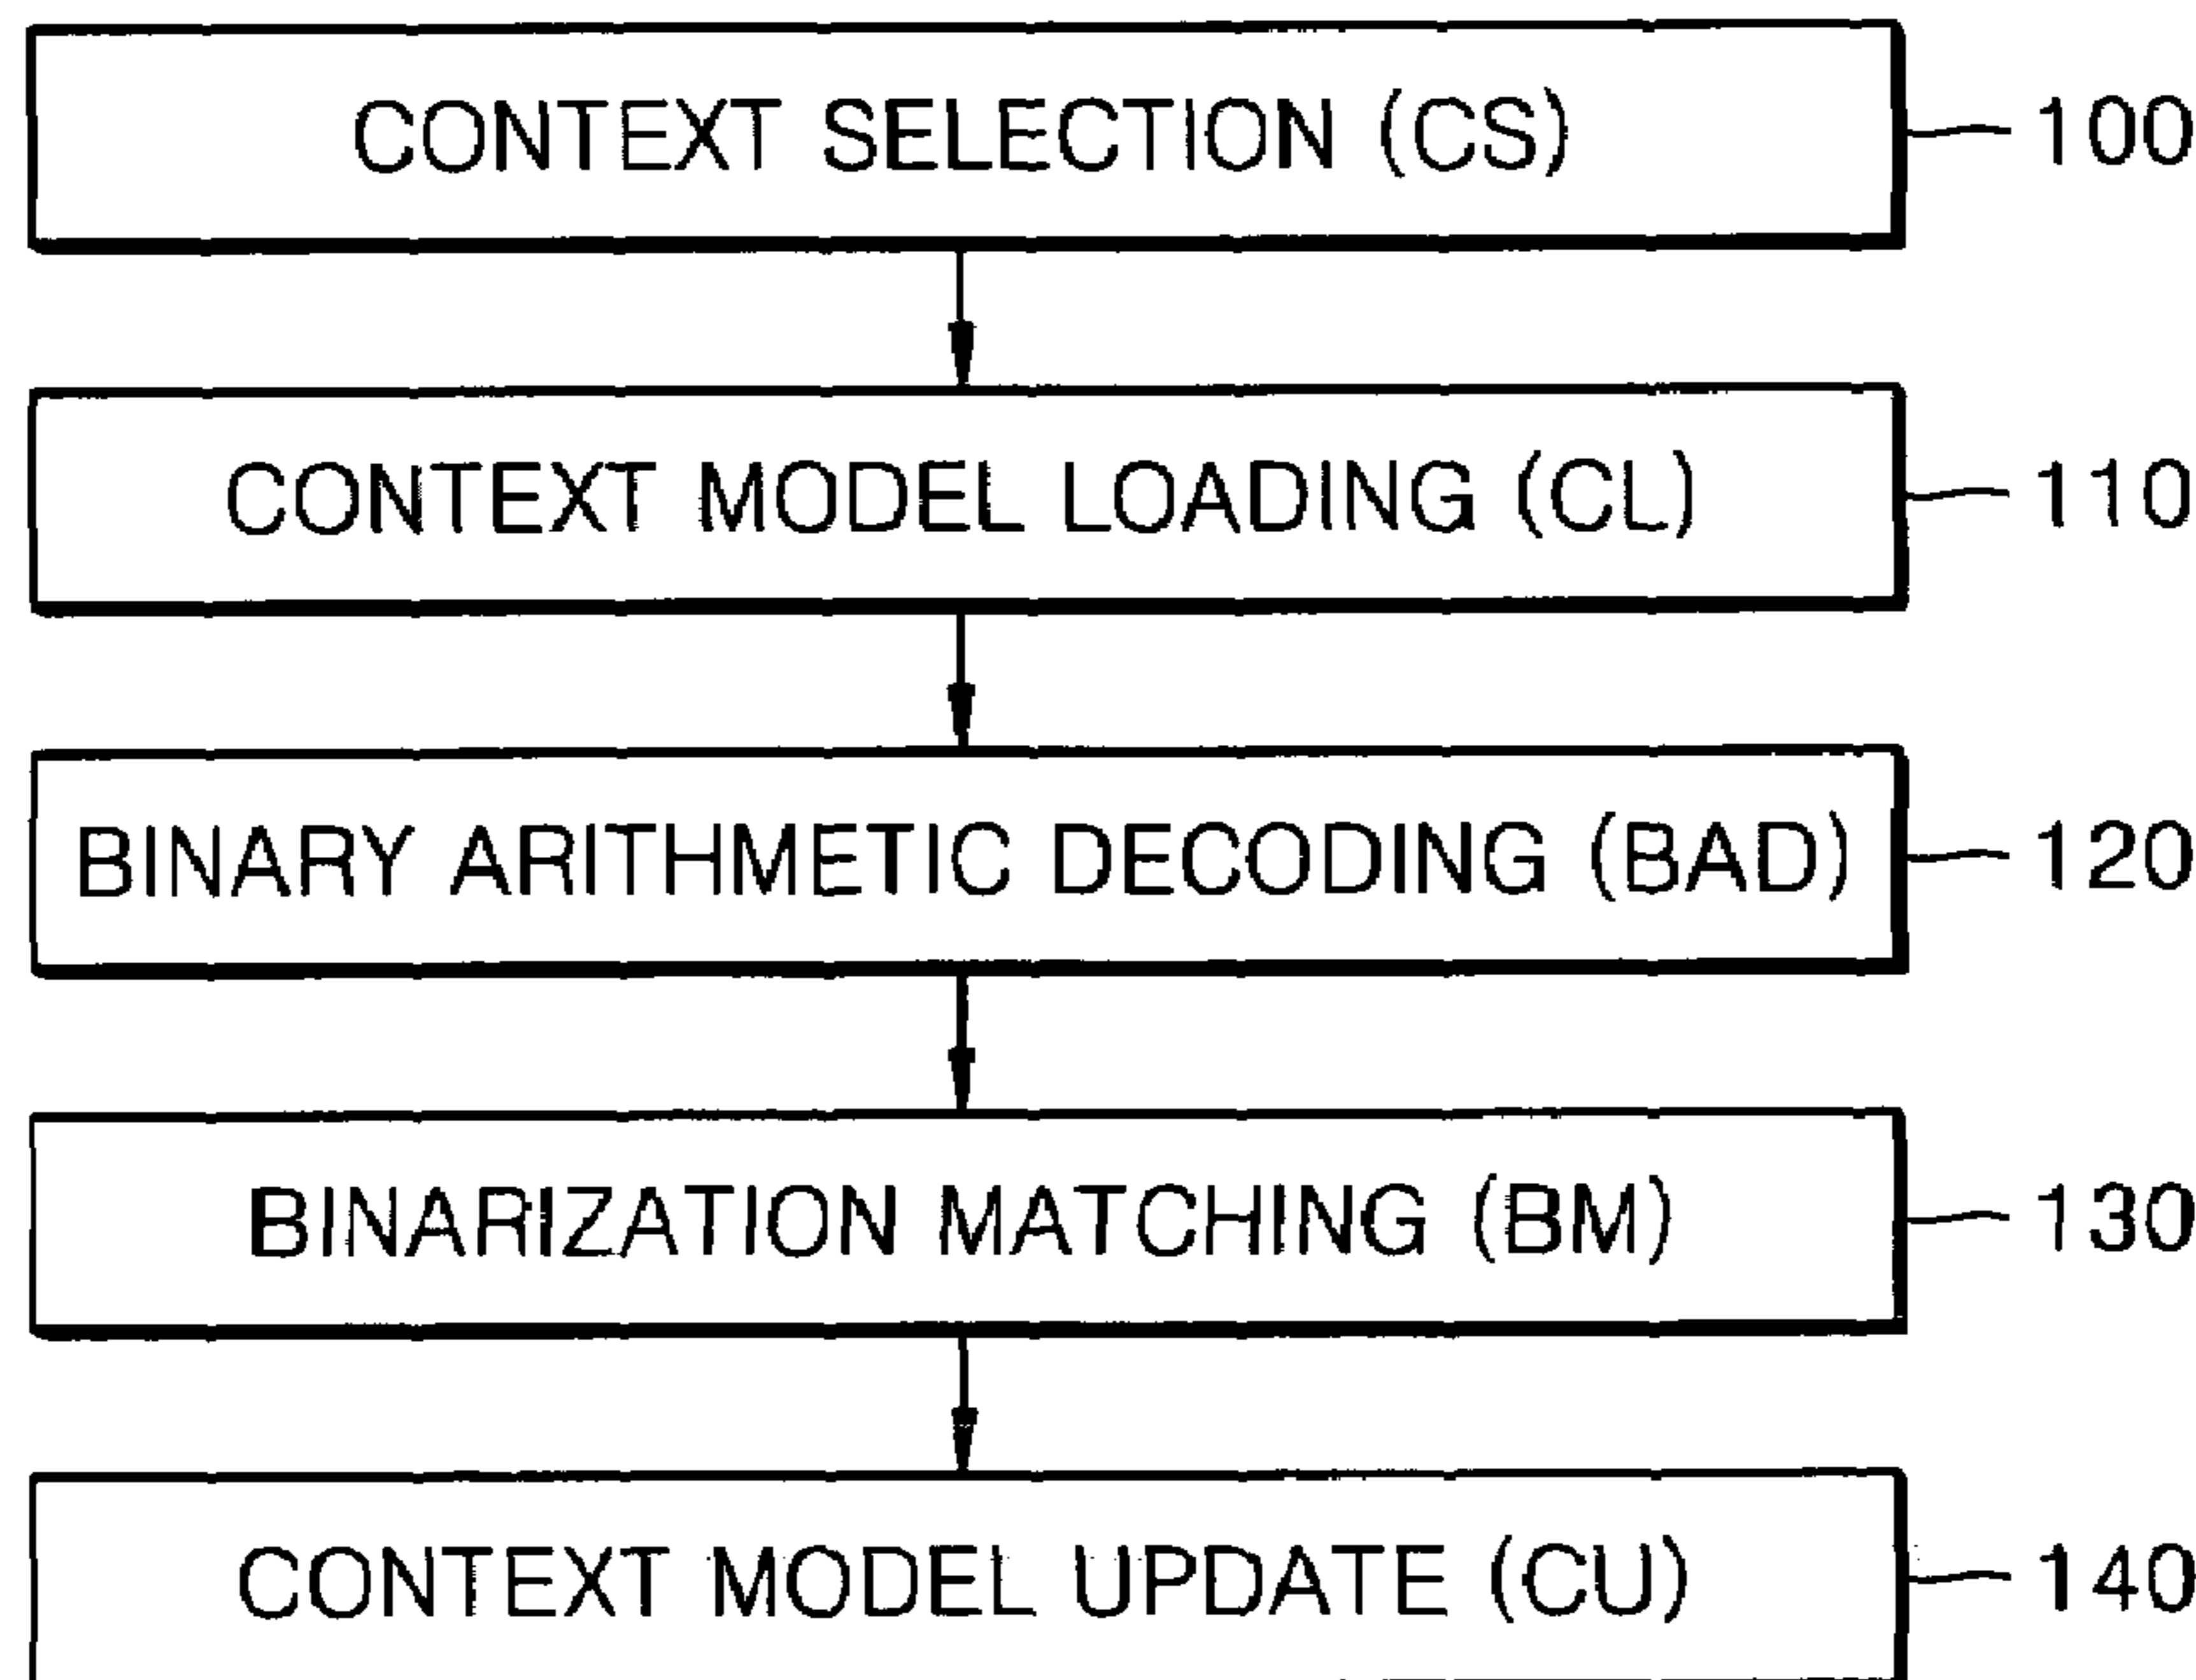 CONTEXT SELECTION (CS) 100
CONTEXT MODEL LOADING (CL) 110
BINARY ARITHMETIC DECODING (BAD) 120
BINARIZATION MATCHING (BM) 130
CONTEXT MODEL UPDATE (CU) 140